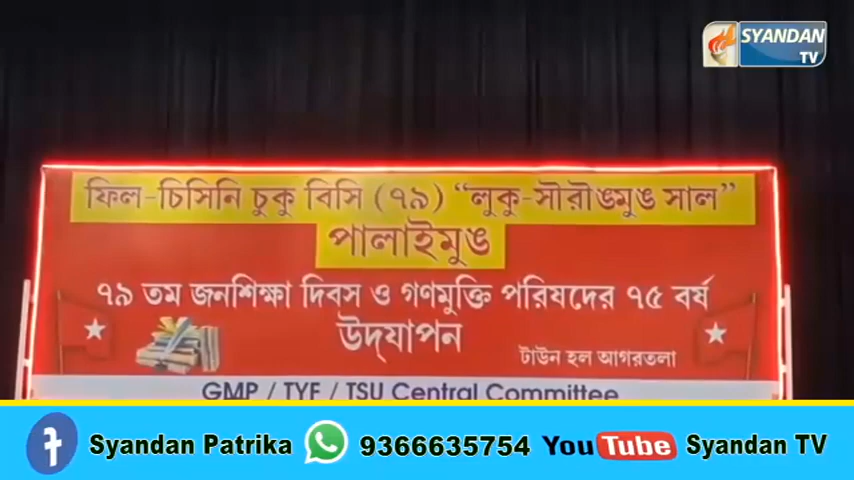 SYANDAN
TV
ফিল-চিসিনি চুকু বিসি (৭৯) “লুকু-সৗরৗঙমুঙ সাল”
পালাইমুঙ
৭৯ তম জনশিক্ষা দিবস ও গণমুক্তি পরিষদের ৭৫ বর্ষ
উদ্‌যাপন
টাউন হল আগরতলা
GMP / TYF / TSU Central Committee
Syandan Patrika 9366635754 YouTube Syandan TV